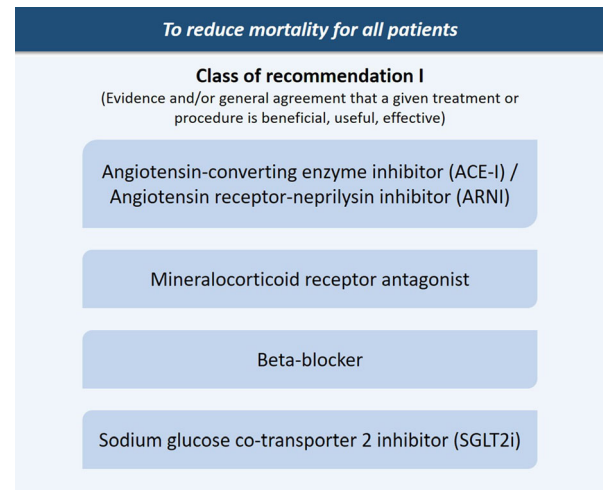 To reduce mortality for all patients
Class of recommendation I
(Evidence and/or general agreement that a given treatment or
procedure is beneficial, useful, effective)
Angiotensin-converting enzyme inhibitor (ACE-I) /
Angiotensin receptor-neprilysin inhibitor (ARNI)
Mineralocorticoid receptor antagonist
Beta-blocker
Sodium glucose co-transporter 2 inhibitor (SGLT2i)